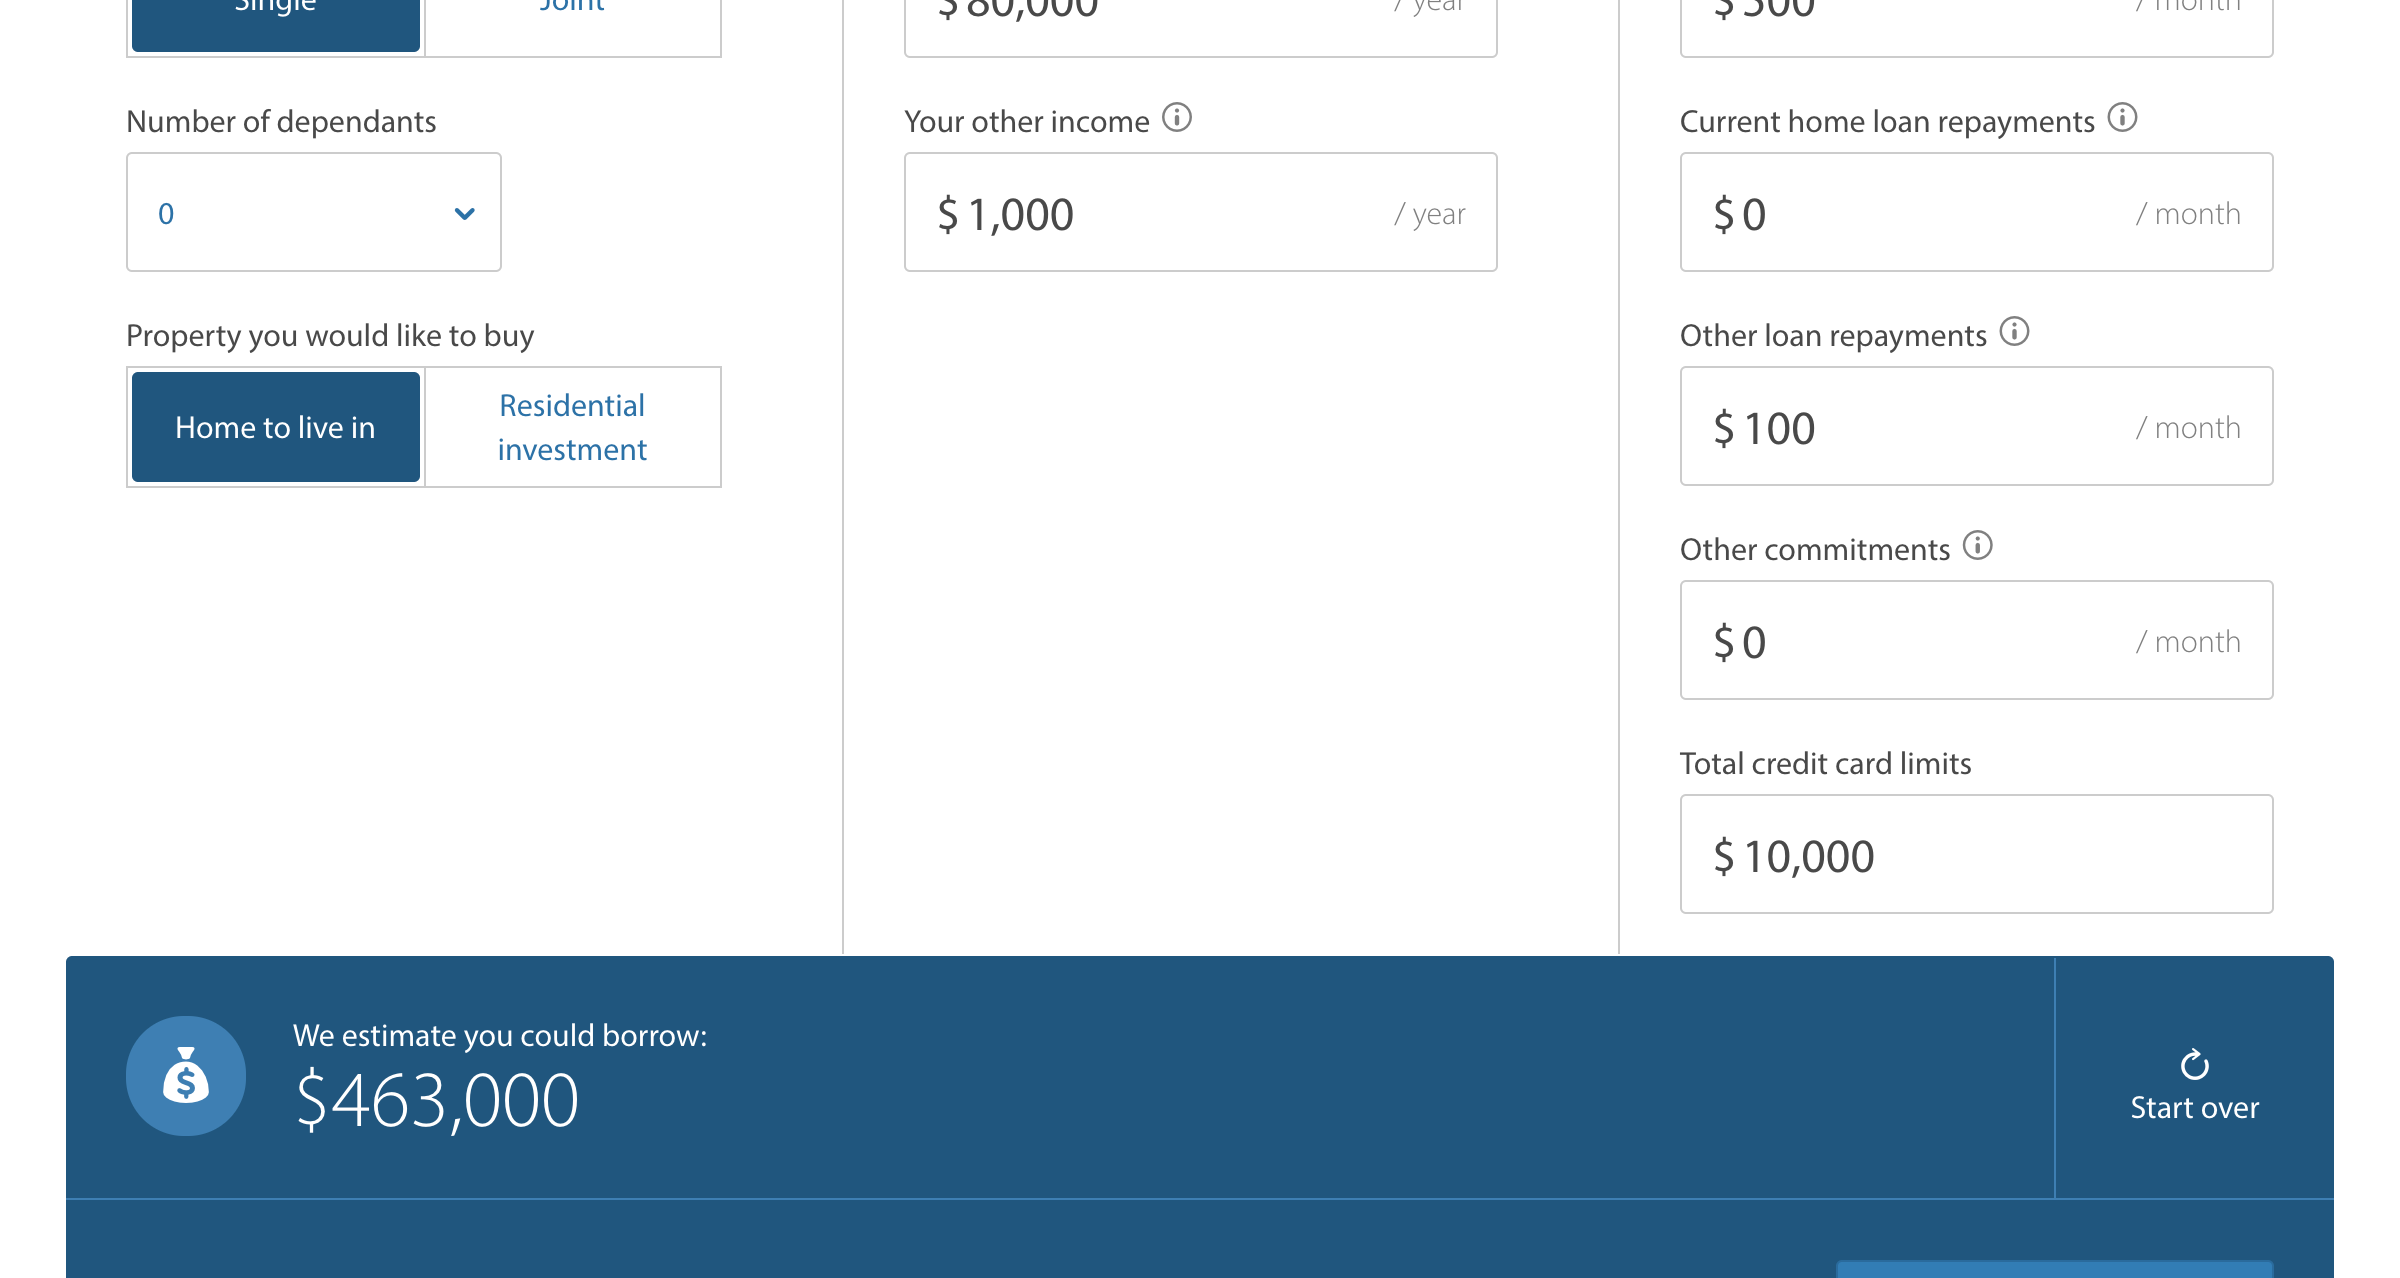 Single
Joint
Number of dependants
0
Property you would like to buy
Home to live in
Residential
investment
$ 80,000
/ year
Your other income
$ 1,000
/ year
/ month
Current home loan repayments
$ 0
/ month
Other loan repayments
$ 100
/ month
Other commitments
$ 0
/ month
Total credit card limits
$ 10,000
We estimate you could borrow:
$463,000
Start over